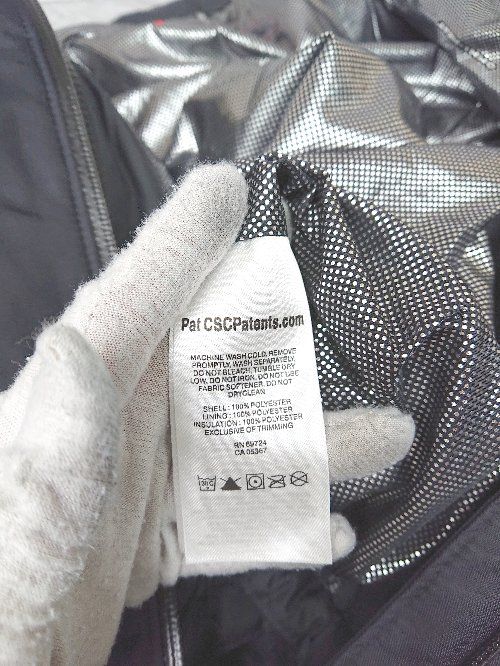 Pat CSCPatents.com
MACHINE WASH COLD, REMOVE
PROMPTLY, WASH SEPARATELY,
DO NOT BLEACH, TUMBLE DRY
LOW, DO NOT IRON, DO NOT USE
FABRIC SOFTENER, DO NOT
DRYCLEAN
SHELL: 100% POLYESTER
LINING: 100% POLYESTER
INSULATION: 100% POLYESTER
EXCLUSIVE OF TRIMMING
RN 69724
CA 05367
30 C